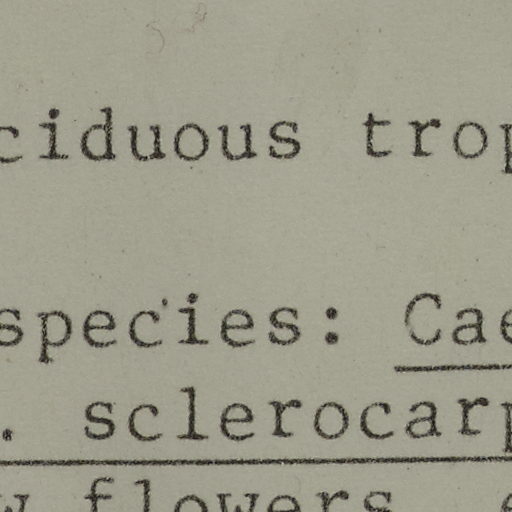 ciduous trop
species: Cae
. sclerocarp
w flowers